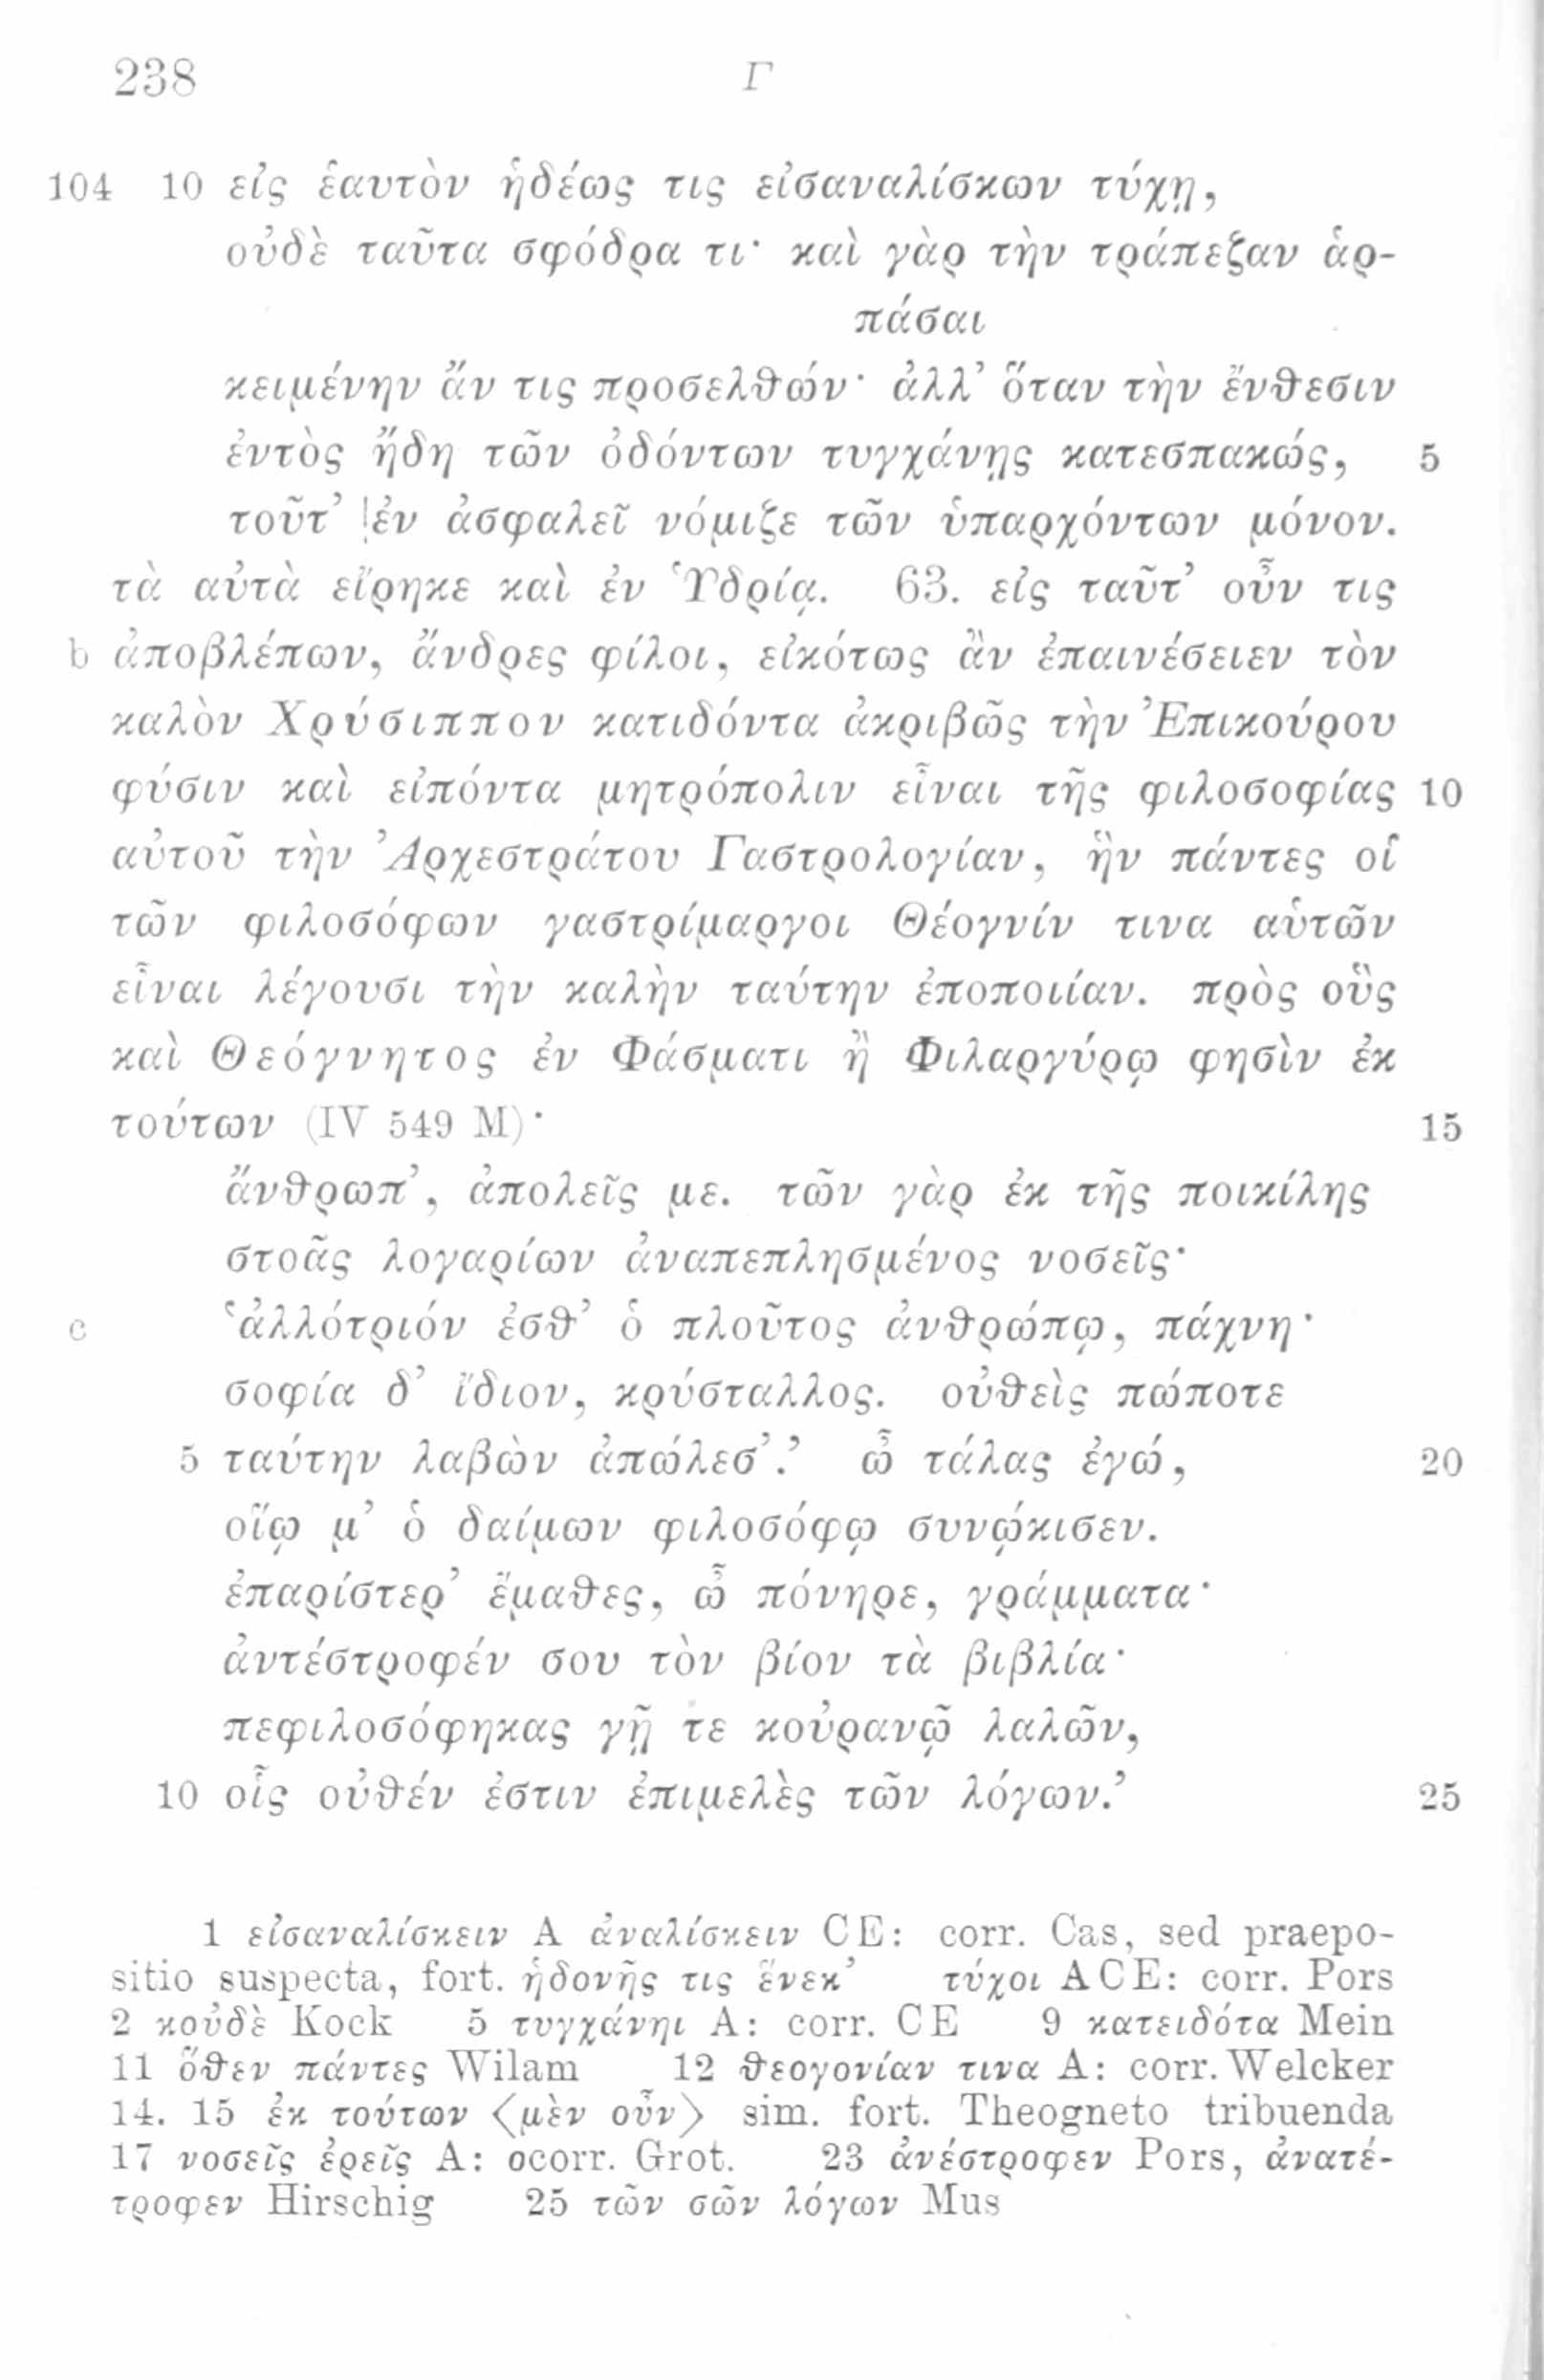 238 Γ
104 10 εἰς ἑαυτὸν ἡδέως τις εἰσαναλίσκων τύχῃ,
οὐδὲ ταῦτα σφόδρα τι· καὶ γὰρ τὴν τράπεζαν ἁρ-
πάσαι
κειμένην ἄν τις προσελθών· ἀλλ’ ὅταν τὴν ἔνθεσιν
ἐντὸς ἤδη τῶν ὀδόντων τυγχάνῃς κατεσπακώς, 5
τοῦτ’ |ἐν ἀσφαλεῖ νόμιζε τῶν ὑπαρχόντων μόνον.
τὰ αὐτὰ εἴρηκε καὶ ἐν Ὑδρίᾳ. 63. εἰς ταῦτ’ οὖν τις
b ἀποβλέπων, ἄνδρες φίλοι, εἰκότως ἂν ἐπαινέσειεν τὸν
καλὸν Χρύσιππον κατιδόντα ἀκριβῶς τὴν Ἐπικούρου
φύσιν καὶ εἰπόντα μητρόπολιν εἶναι τῆς φιλοσοφίας 10
αὐτοῦ τὴν Ἀρχεστράτου Γαστρολογίαν, ἣν πάντες οἱ
τῶν φιλοσόφων γαστρίμαργοι Θέογνίν τινα αὑτῶν
εἶναι λέγουσι τὴν καλὴν ταύτην ἐποποιίαν. πρὸς οὓς
καὶ Θεόγνητος ἐν Φάσματι ἢ Φιλαργύρῳ φησὶν ἐκ
τούτων (IV 549 M)· 15
ἄνθρωπ’, ἀπολεῖς με. τῶν γὰρ ἐκ τῆς ποικίλης
στοᾶς λογαρίων ἀναπεπλησμένος νοσεῖς·
c ‘ἀλλότριόν ἐσθ’ ὁ πλοῦτος ἀνθρώπῳ, πάχνη·
σοφία δ’ ἴδιον, κρύσταλλος. οὐθεὶς πώποτε
5 ταύτην λαβὼν ἀπώλεσ’.’ ὦ τάλας ἐγώ, 20
οἵῳ μ’ ὁ δαίμων φιλοσόφῳ συνῴκισεν.
ἐπαρίστερ’ ἔμαθες, ὦ πόνηρε, γράμματα·
ἀντέστροφέν σου τὸν βίον τὰ βιβλία·
πεφιλοσόφηκας γῇ τε κοὐρανῷ λαλῶν,
10 οἷς οὐθέν ἐστιν ἐπιμελὲς τῶν λόγων.’ 25
1 εἰσαναλίσκειν A ἀναλίσκειν CE: corr. Cas, sed praepo-
sitio suspecta, fort. ἡδονῆς τις ἕνεκ’ τύχοι ACE: corr. Pors
2 κοὐδὲ Kock 5 τυγχάνηι A: corr. CE 9 κατειδότα Mein
11 ὅθεν πάντες Wilam 12 θεογονίαν τινα A: corr. Welcker
14. 15 ἐκ τούτων ⟨μὲν οὖν⟩ sim. fort. Theogneto tribuenda
17 νοσεῖς ἐρεῖς A: ocorr. Grot. 23 ἀνέστροφεν Pors, ἀνατέ-
τροφεν Hirschig 25 τῶν σῶν λόγων Mus